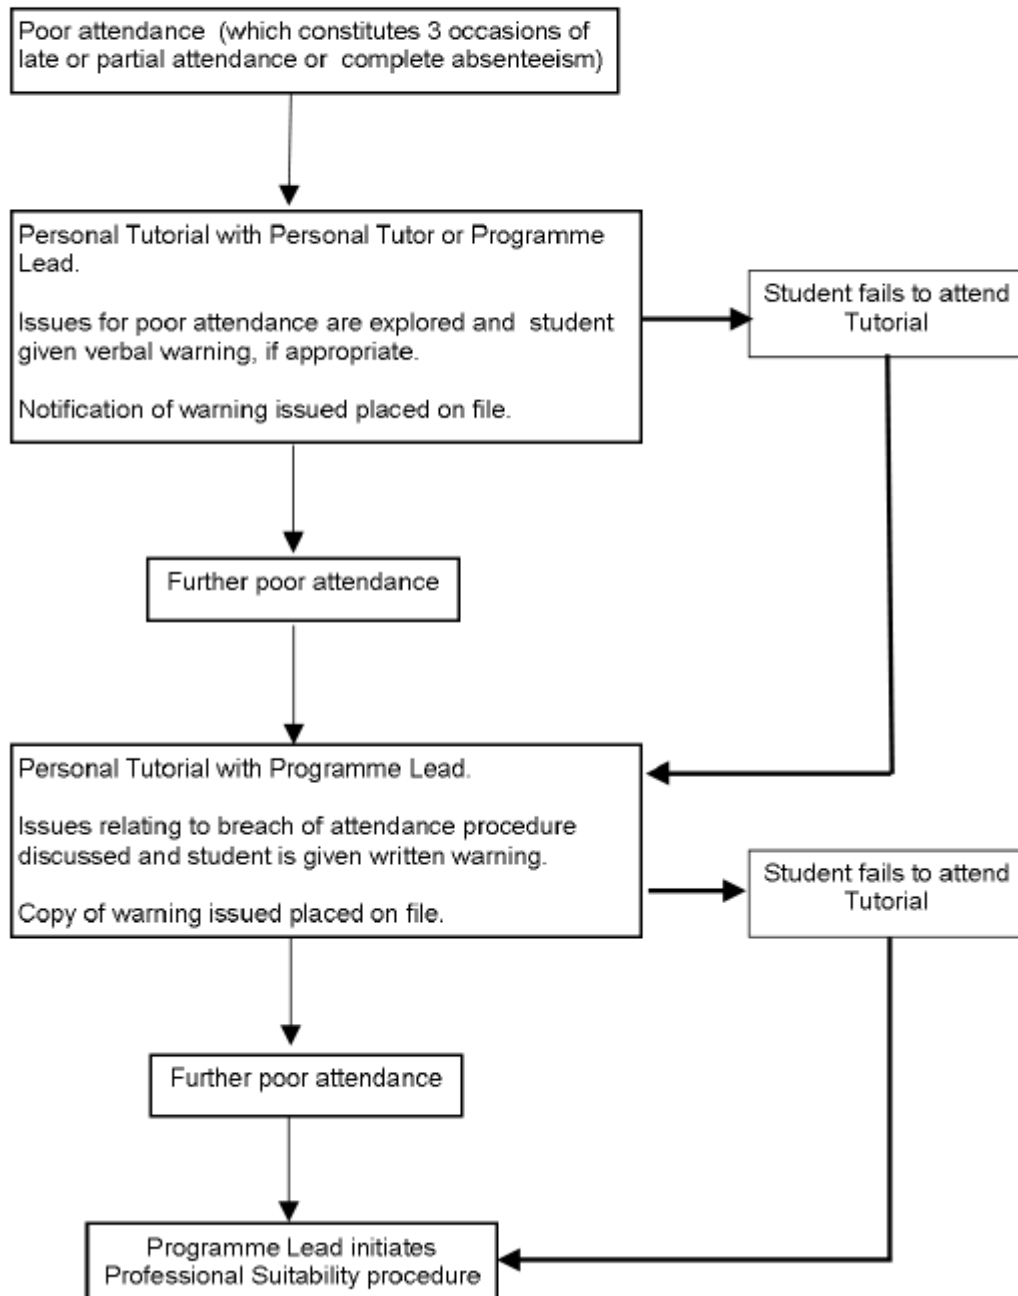 Poor attendance (which constitutes 3 occasions of
late or partial attendance or complete absenteeism)
Personal Tutorial with Personal Tutor or Programme
Lead.
Issues for poor attendance are explored and student
given verbal warning, if appropriate.
Notification of warning issued placed on file.
Student fails to attend
Tutorial
Further poor attendance
Personal Tutorial with Programme Lead.
Issues relating to breach of attendance procedure
discussed and student is given written warning.
Copy of warning issued placed on file.
Student fails to attend
Tutorial
Further poor attendance
Programme Lead initiates
Professional Suitability procedure